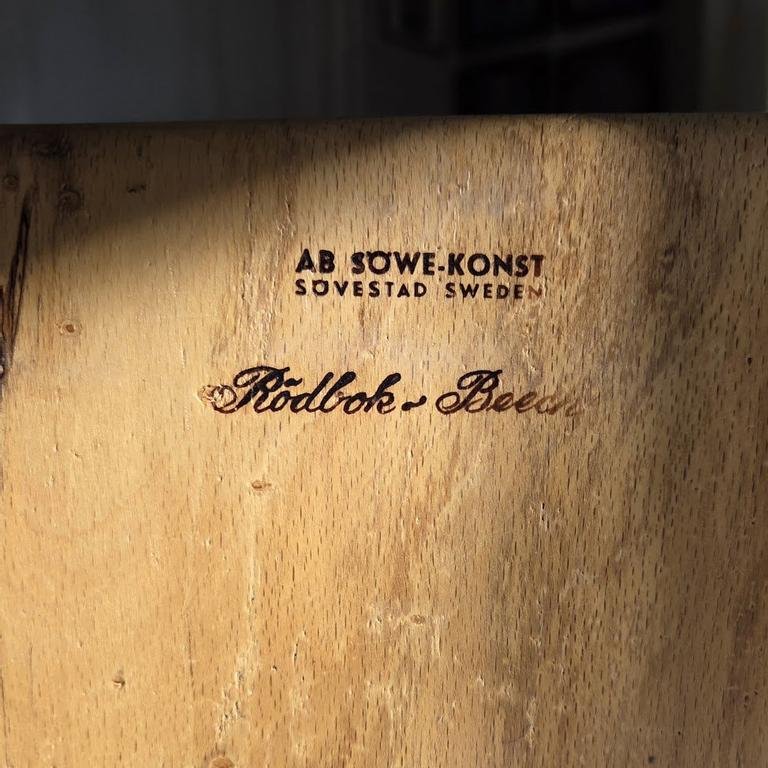 AB SÖWE-KONST
SÖVESTAD SWEDEN
Rödbok - Beech